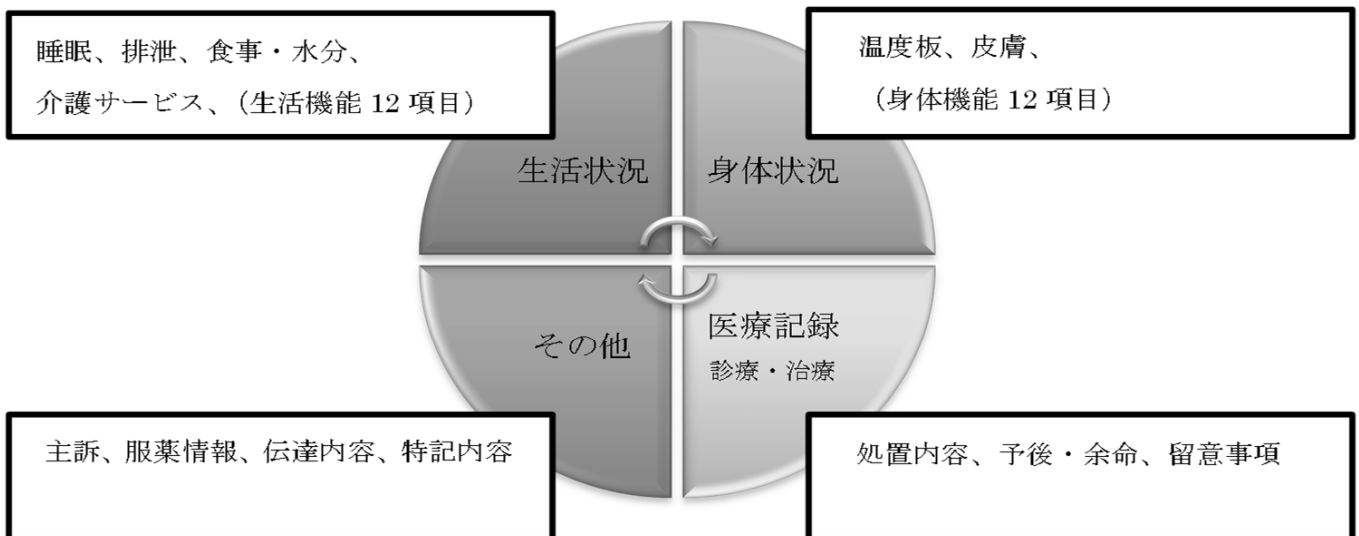 睡眠、排泄、食事・水分、
介護サービス、（生活機能 12 項目）
温度板、皮膚、
（身体機能 12 項目）
生活状況
身体状況
その他
医療記録
診療・治療
主訴、服薬情報、伝達内容、特記内容
処置内容、予後・余命、留意事項